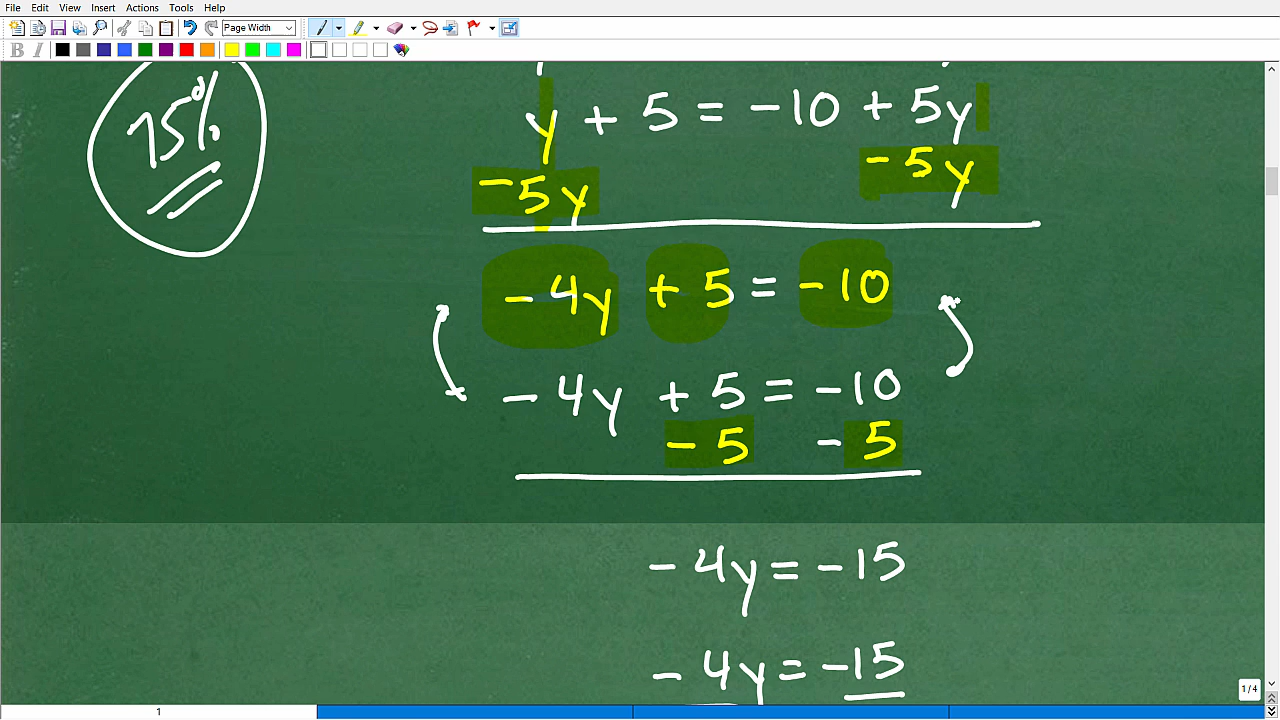 File Edit View Insert Actions Tools Help
Page Width
B I
75%
y + 5 = -10 + 5y
-5y -5y
-4y + 5 = -10
-4y + 5 = -10
-5 -5
-4y = -15
-4y = -15
1/4
1